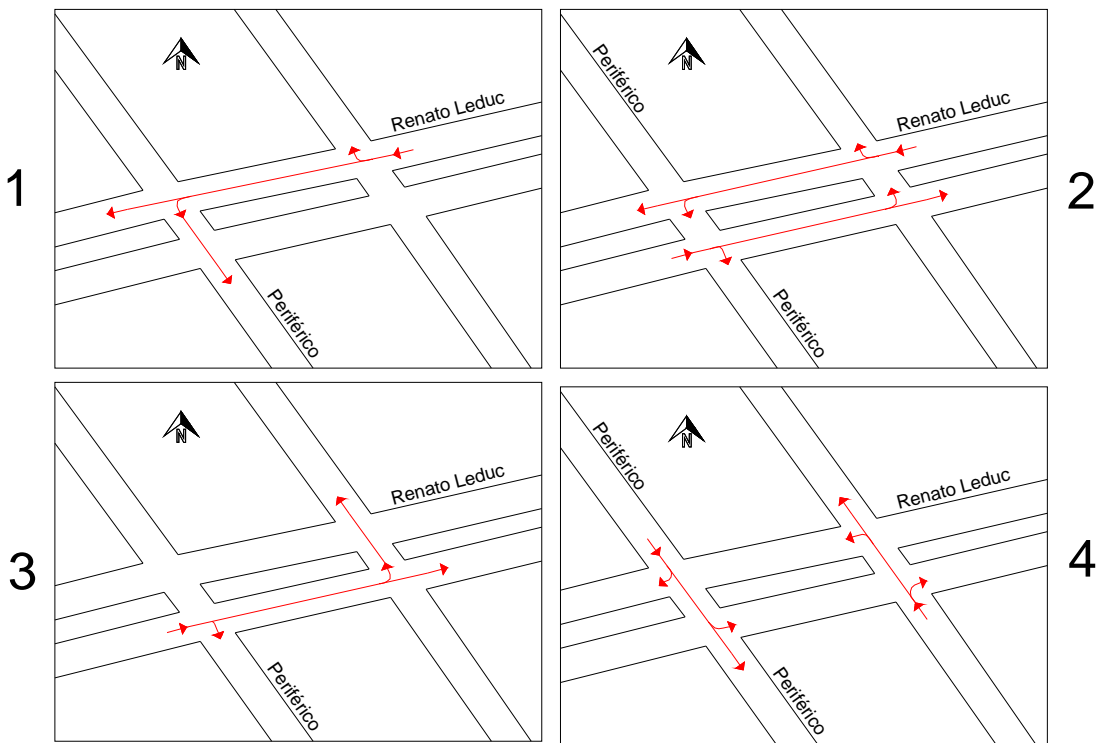 N
Renato Leduc
Periférico
1
Periférico
N
Renato Leduc
Periférico
2
N
Renato Leduc
Periférico
3
Periférico
N
Renato Leduc
Periférico
4